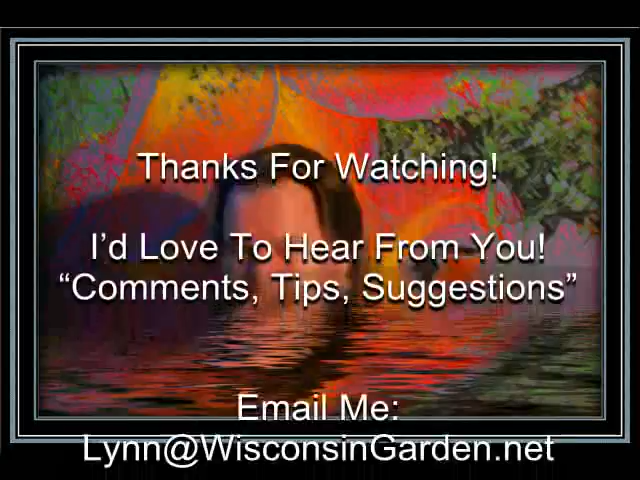 Thanks For Watching!
I’d Love To Hear From You!
“Comments, Tips, Suggestions”
Email Me:
Lynn@WisconsinGarden.net